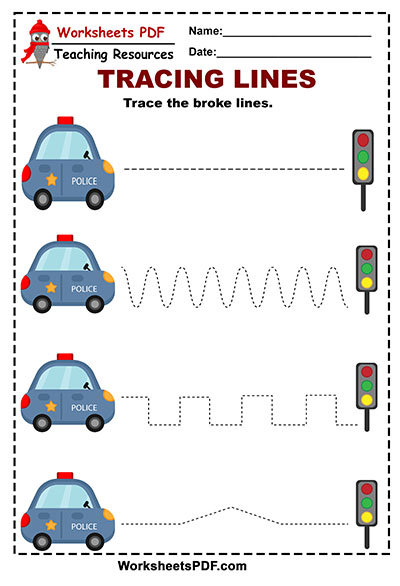 Worksheets PDF
Teaching Resources
Name:
Date:
TRACING LINES
Trace the broke lines.
POLICE
POLICE
POLICE
POLICE
WorksheetsPDF.com